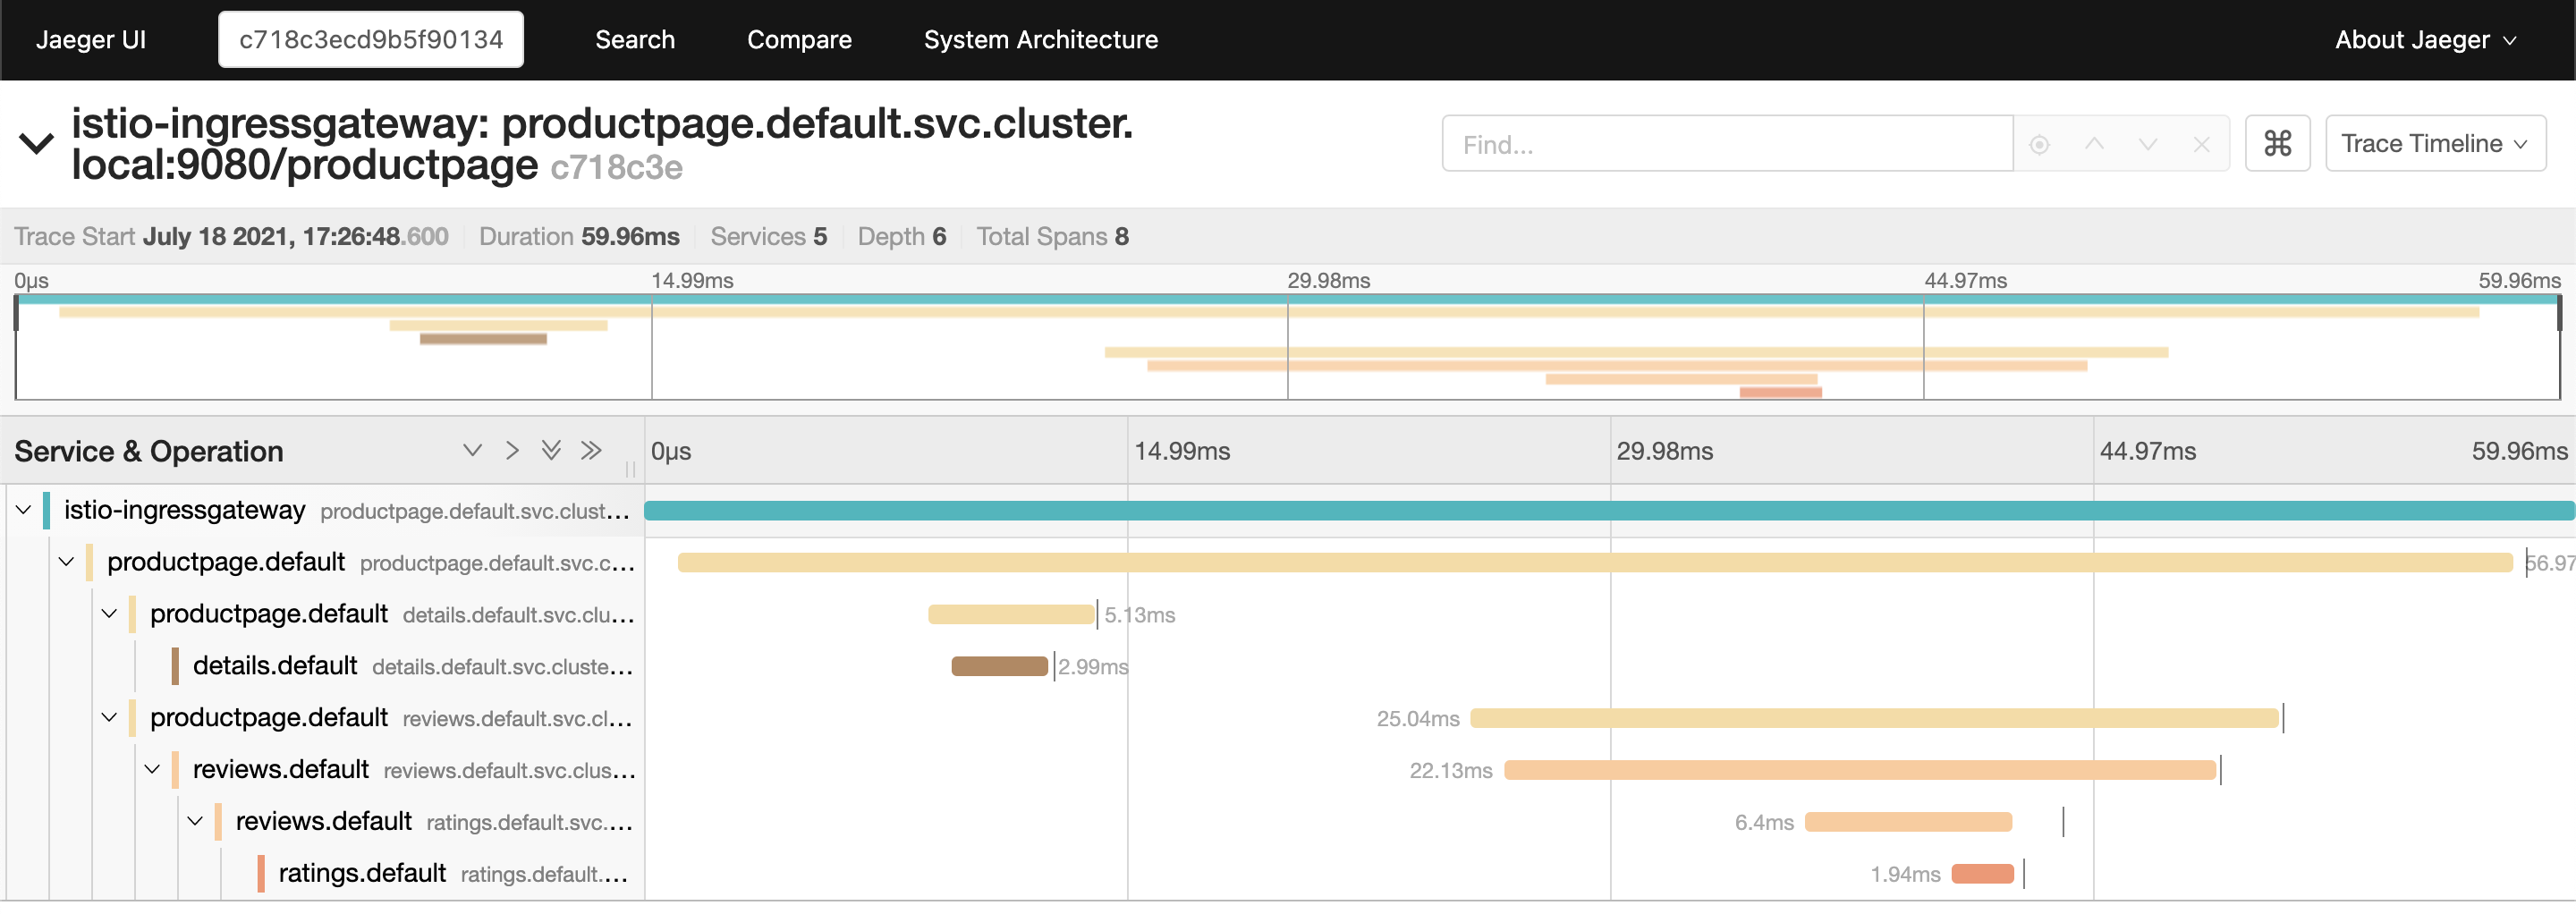 Jaeger UI c718c3ecd9b5f90134 Search Compare System Architecture About Jaeger
istio-ingressgateway: productpage.default.svc.cluster.
local:9080/productpage c718c3e
Find... ⌘ Trace Timeline
Trace Start July 18 2021, 17:26:48.600 Duration 59.96ms Services 5 Depth 6 Total Spans 8
0μs 14.99ms 29.98ms 44.97ms 59.96ms
Service & Operation 0μs 14.99ms 29.98ms 44.97ms 59.96ms
istio-ingressgateway productpage.default.svc.clust...
productpage.default productpage.default.svc.c... 56.97
productpage.default details.default.svc.clu... 5.13ms
details.default details.default.svc.cluste... 2.99ms
productpage.default reviews.default.svc.cl... 25.04ms
reviews.default reviews.default.svc.clus... 22.13ms
reviews.default ratings.default.svc.... 6.4ms
ratings.default ratings.default.... 1.94ms